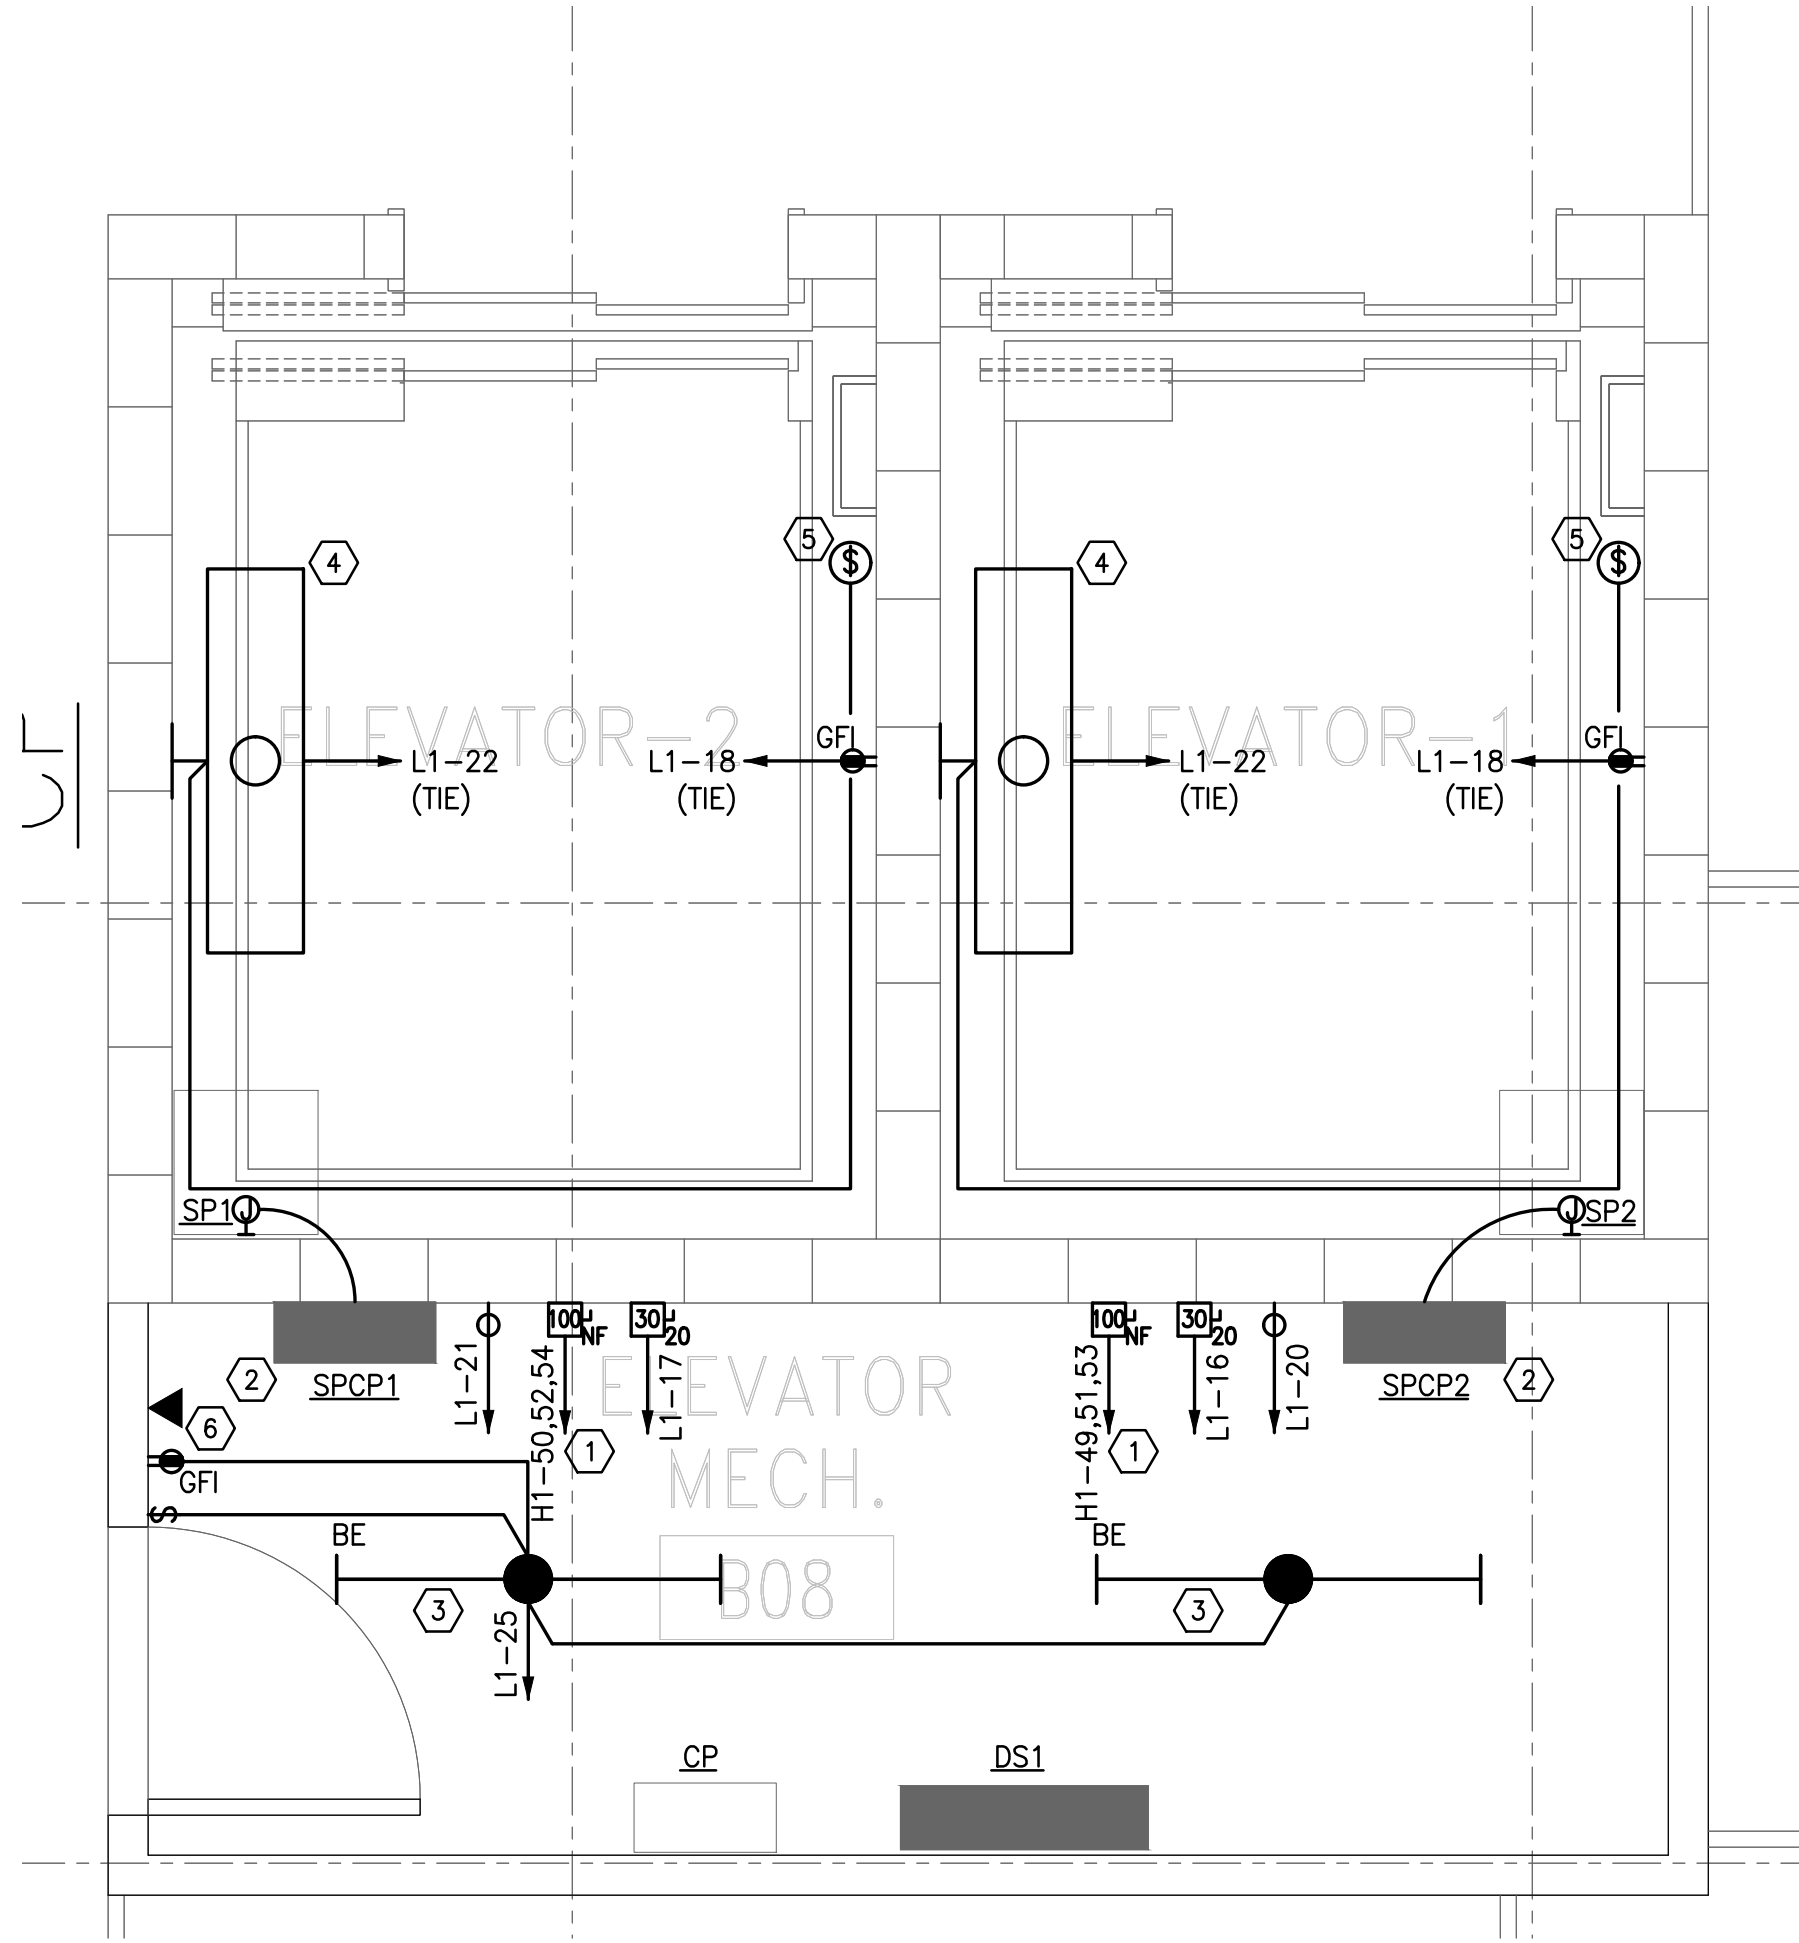 4
5
$
4
5
$
ELEVATOR-2
ELEVATOR-1
GFI
GFI
L1-22
(TIE)
L1-18
(TIE)
L1-22
(TIE)
L1-18
(TIE)
SP1
J
J
SP2
100
NF
30
20
100
NF
30
20
2
SPCP1
L1-21
H1-50,52,54
L1-17
H1-49,51,53
L1-16
L1-20
SPCP2
2
ELEVATOR
MECH.
B08
6
1
1
GFI
S
BE
BE
3
3
L1-25
CP
DS1